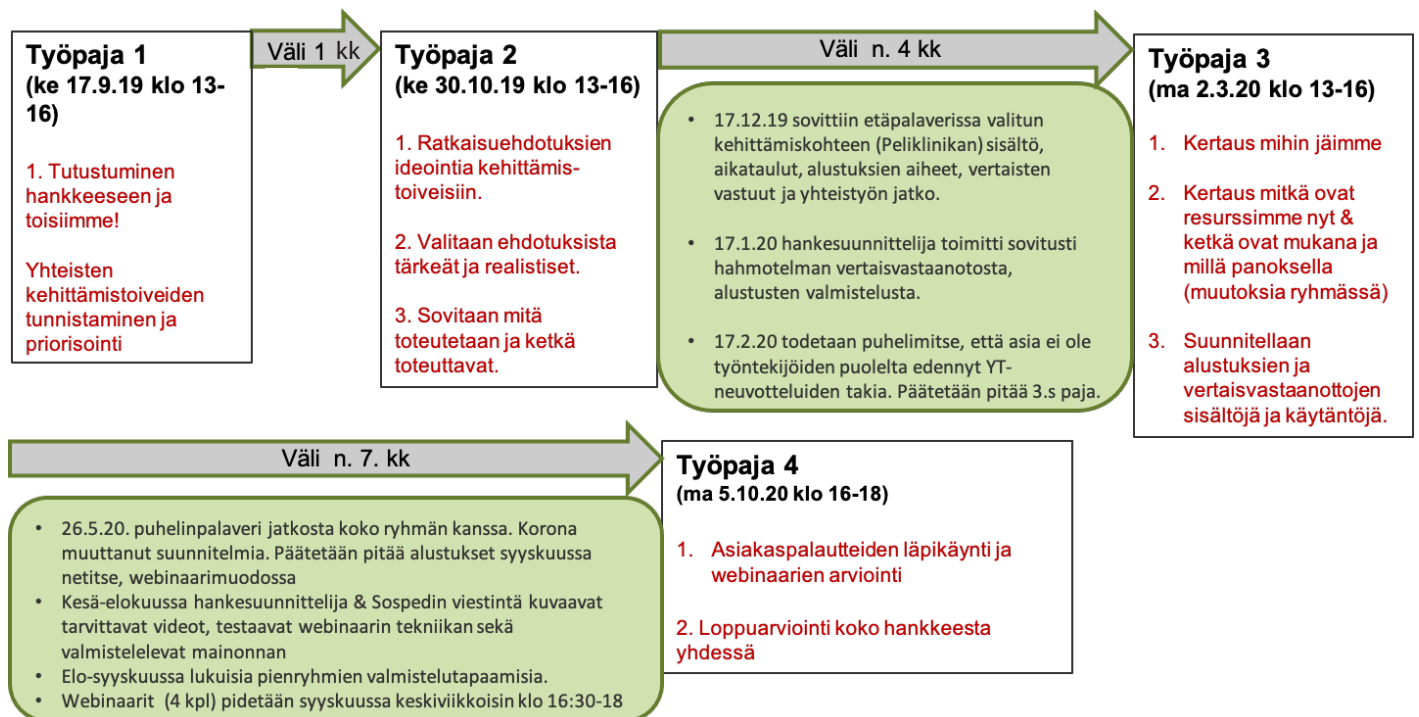 Työpaja 1
(ke 17.9.19 klo 13-
16)
1. Tutustuminen
hankkeeseen ja
toisiimme!
Yhteisten
kehittämistoiveiden
tunnistaminen ja
priorisointi
Väli 1 kk
Työpaja 2
(ke 30.10.19 klo 13-16)
1. Ratkaisuehdotuksien
ideointia kehittämis-
toiveisiin.
2. Valitaan ehdotuksista
tärkeät ja realistiset.
3. Sovitaan mitä
toteutetaan ja ketkä
toteuttavat.
Väli n. 4 kk
• 17.12.19 sovittiin etäpalaverissa valitun
kehittämiskohteen (Peliklinikan) sisältö,
aikataulut, alustuksien aiheet, vertaisten
vastuut ja yhteistyön jatko.
• 17.1.20 hankesuunnittelija toimitti sovitusti
hahmotelman vertaisvastaanotosta,
alustusten valmistelusta.
• 17.2.20 todetaan puhelimitse, että asia ei ole
työntekijöiden puolelta edennyt YT-
neuvotteluiden takia. Päätetään pitää 3.s paja.
Työpaja 3
(ma 2.3.20 klo 13-16)
1. Kertaus mihin jäimme
2. Kertaus mitkä ovat
resurssimme nyt &
ketkä ovat mukana ja
millä panoksella
(muutoksia ryhmässä)
3. Suunnitellaan
alustuksien ja
vertaisvastaanottojen
sisältöjä ja käytäntöjä.
Väli n. 7. kk
• 26.5.20. puhelinpalaveri jatkosta koko ryhmän kanssa. Korona
muuttanut suunnitelmia. Päätetään pitää alustukset syyskuussa
netitse, webinaarimuodossa
• Kesä-elokuussa hankesuunnittelija & Sospedin viestintä kuvaavat
tarvittavat videot, testaavat webinaarin tekniikan sekä
valmistelelevat mainonnan
• Elo-syyskuussa lukuisia pienryhmien valmistelutapaamisia.
• Webinaarit (4 kpl) pidetään syyskuussa keskiviikkoisin klo 16:30-18
Työpaja 4
(ma 5.10.20 klo 16-18)
1. Asiakaspalautteiden läpikäynti ja
webinaarien arviointi
2. Loppuarviointi koko hankkeesta
yhdessä